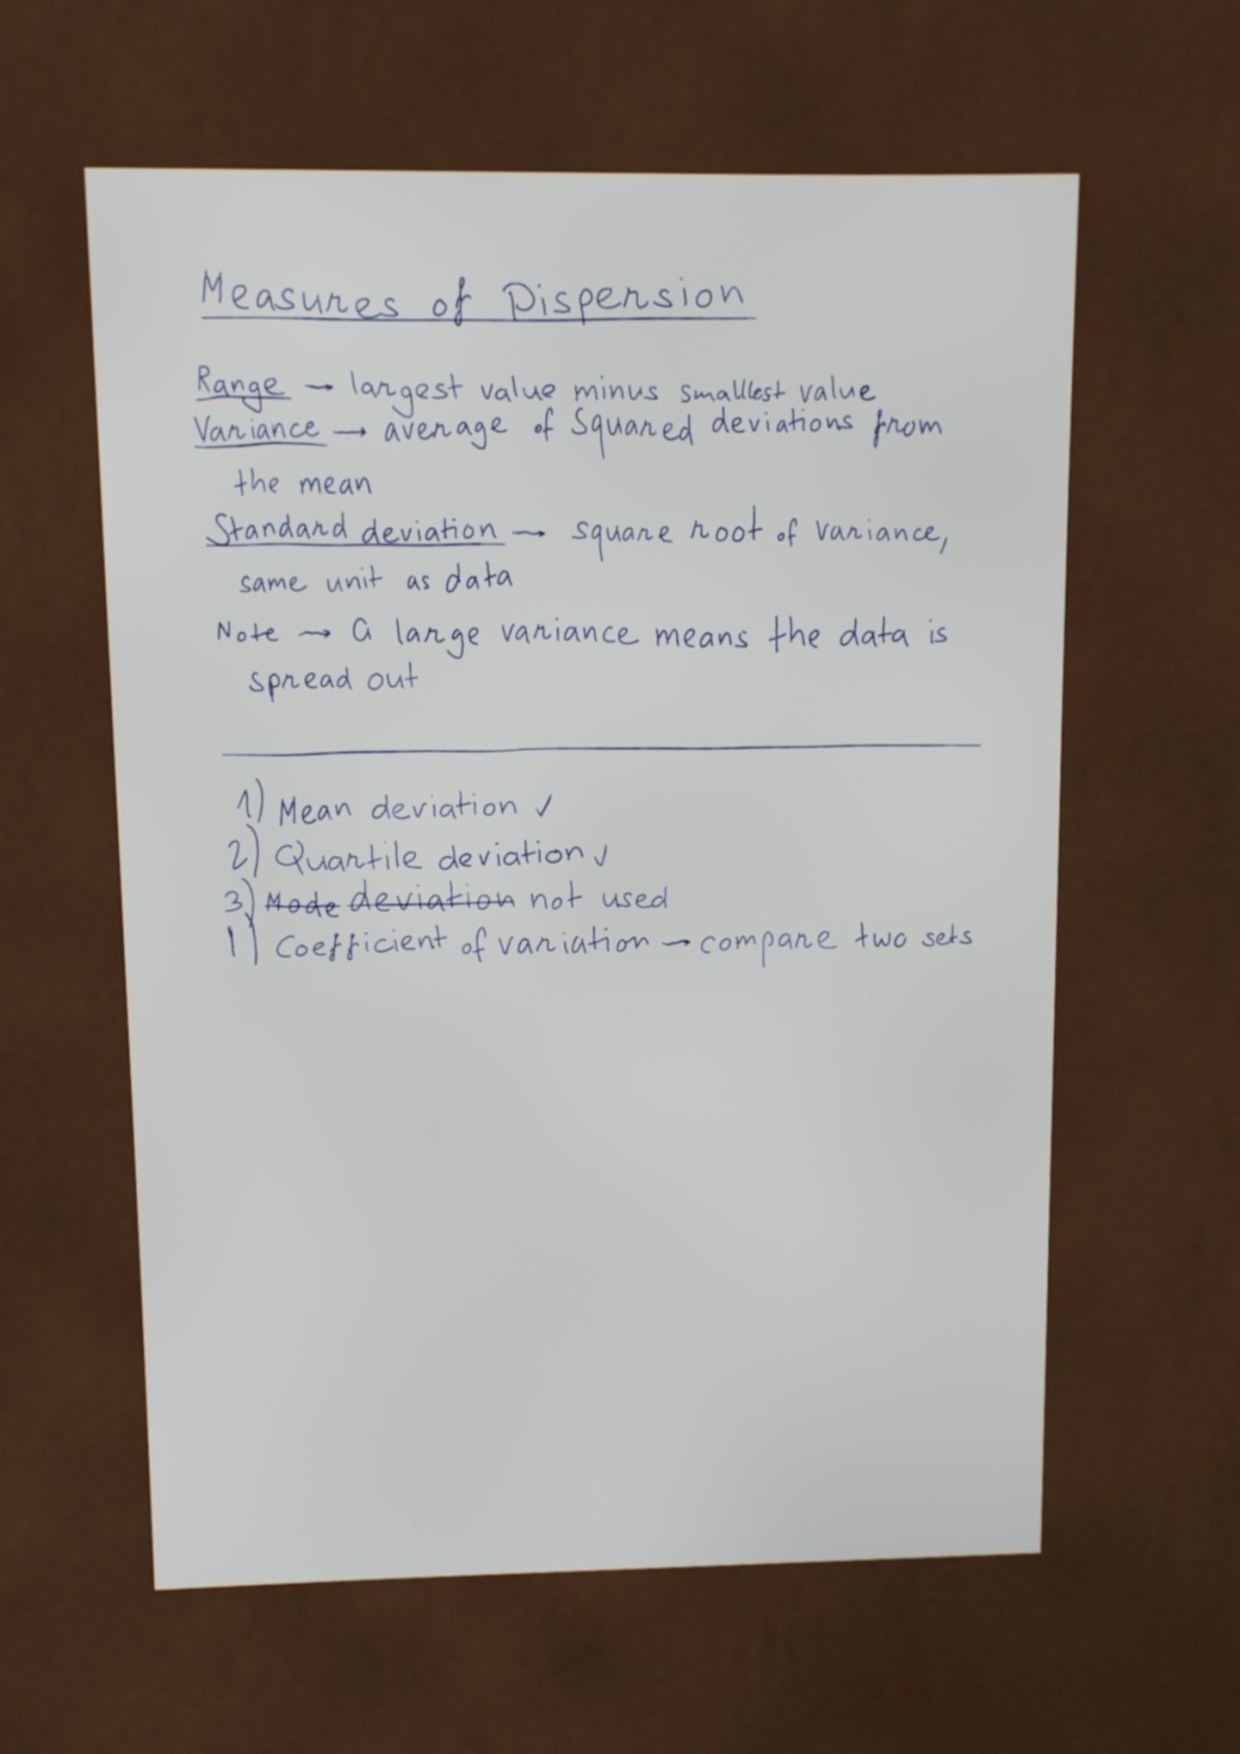 Measures of Dispersion
Range → largest value minus smalllest value
Variance → average of Squared deviations from
the mean
Standard deviation → square root of variance,
same unit as data
Note → a large variance means the data is
spread out
1) Mean deviation ✓
2) Quartile deviation ✓
3) Mode deviation not used
1) Coefficient of variation → compare two sets